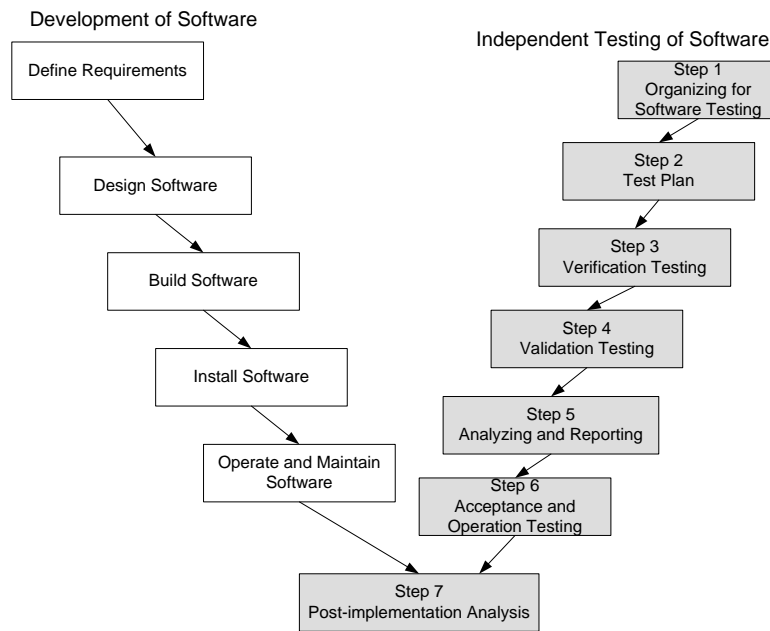 Development of Software
Define Requirements
Design Software
Build Software
Install Software
Operate and Maintain
Software
Independent Testing of Software
Step 1
Organizing for
Software Testing
Step 2
Test Plan
Step 3
Verification Testing
Step 4
Validation Testing
Step 5
Analyzing and Reporting
Step 6
Acceptance and
Operation Testing
Step 7
Post-implementation Analysis